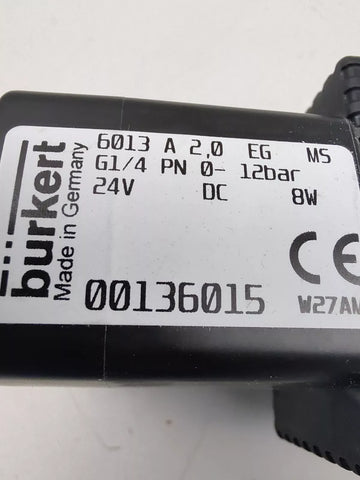 burkert
Made in Germany
6013 A 2,0 EG MS
G1/4 PN 0- 12bar
24V DC 8W
00136015
CE
W27AM